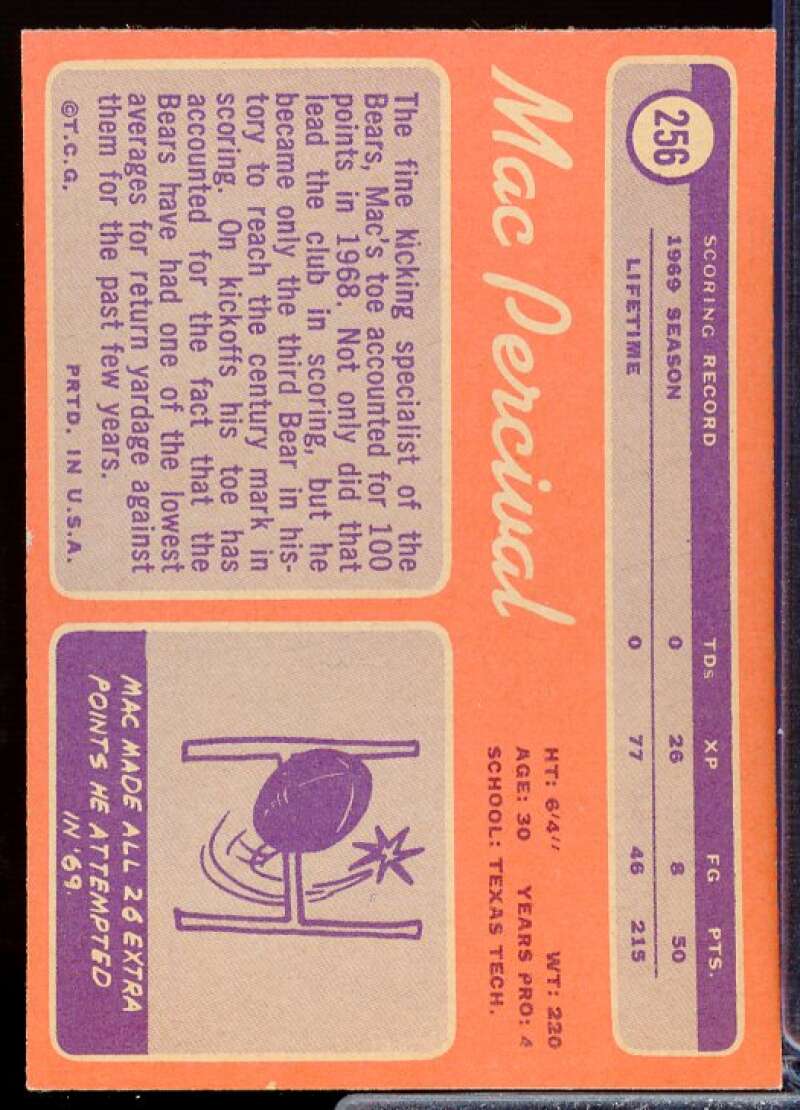 256
SCORING RECORD TDs XP FG PTS.
1969 SEASON 0 26 8 50
LIFETIME 0 77 46 215
Mac Percival
HT: 6'4'' WT: 220
AGE: 30 YEARS PRO: 4
SCHOOL: TEXAS TECH.
The fine kicking specialist of the
Bears, Mac's toe accounted for 100
points in 1968. Not only did that
lead the club in scoring, but he
became only the third Bear in his-
tory to reach the century mark in
scoring. On kickoffs his toe has
accounted for the fact that the
Bears have had one of the lowest
averages for return yardage against
them for the past few years.
©T.C.G. PRTD. IN U.S.A.
MAC MADE ALL 26 EXTRA
POINTS HE ATTEMPTED
IN '69.